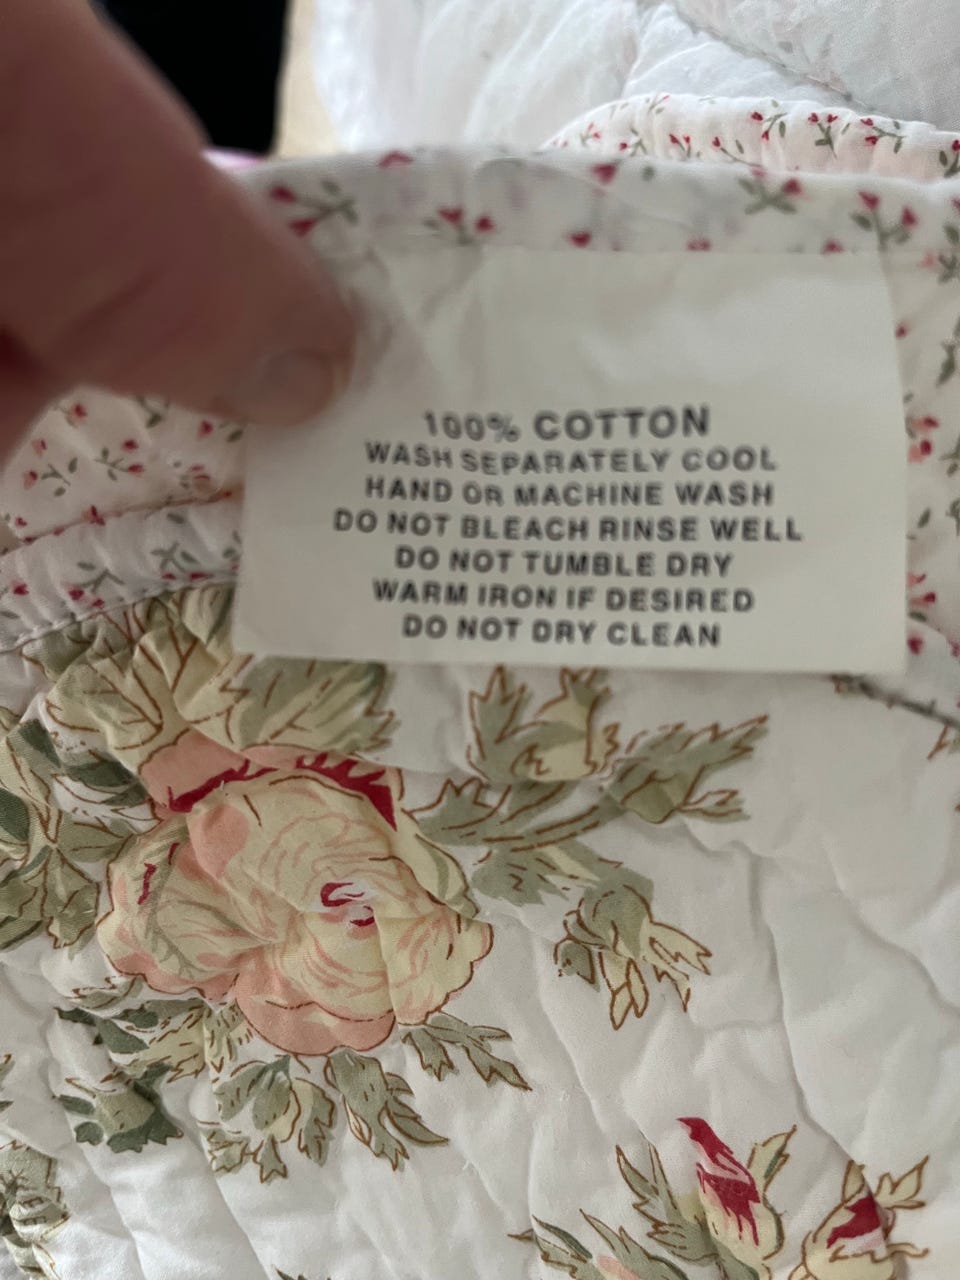 100% COTTON
WASH SEPARATELY COOL
HAND OR MACHINE WASH
DO NOT BLEACH RINSE WELL
DO NOT TUMBLE DRY
WARM IRON IF DESIRED
DO NOT DRY CLEAN